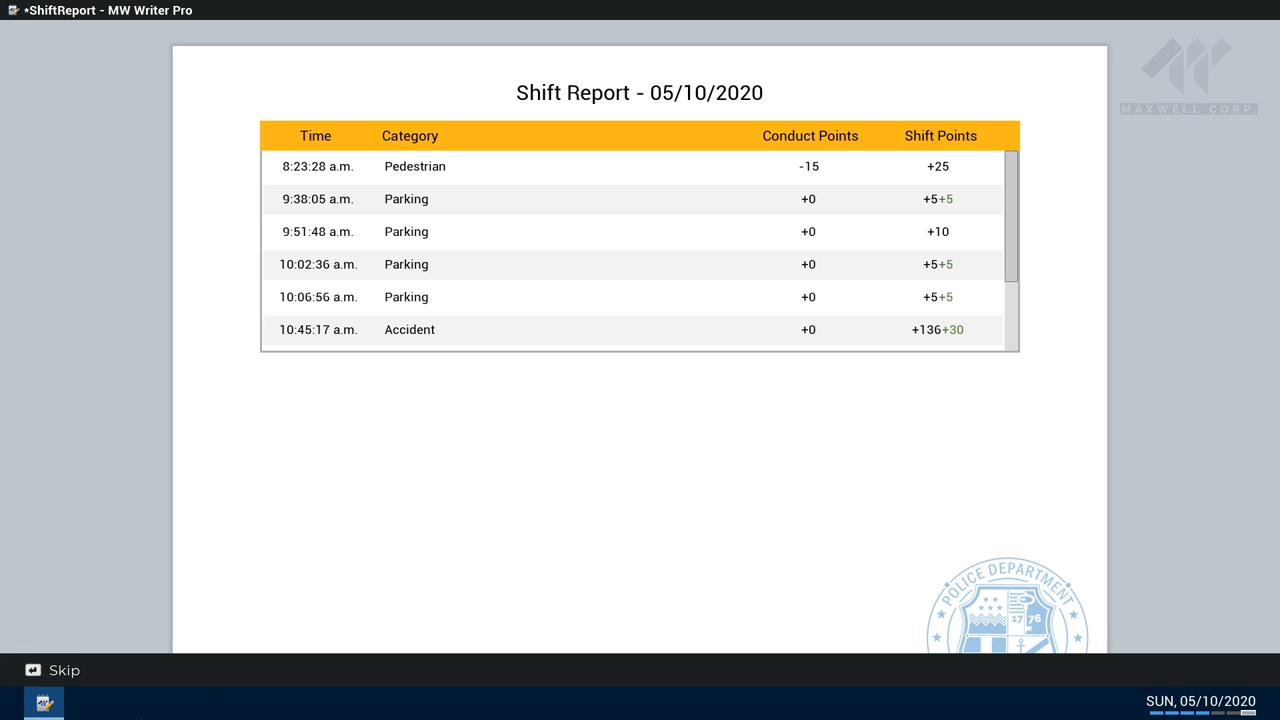 *ShiftReport - MW Writer Pro
MAXWELL CORP.
Shift Report - 05/10/2020
Time Category Conduct Points Shift Points
8:23:28 a.m. Pedestrian -15 +25
9:38:05 a.m. Parking +0 +5+5
9:51:48 a.m. Parking +0 +10
10:02:36 a.m. Parking +0 +5+5
10:06:56 a.m. Parking +0 +5+5
10:45:17 a.m. Accident +0 +136+30
POLICE DEPARTMENT
17 76
Skip
SUN, 05/10/2020